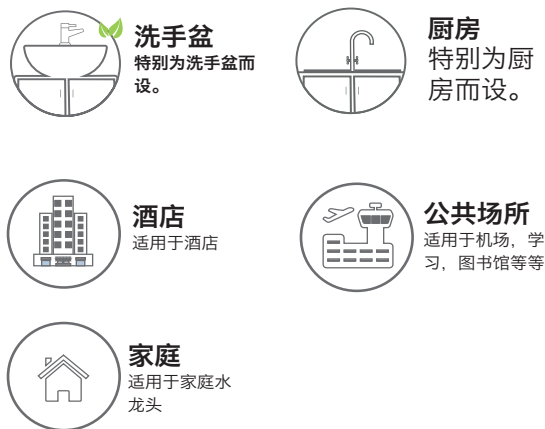 洗手盆
特别为洗手盆而
设。
厨房
特别为厨
房而设。
酒店
适用于酒店
公共场所
适用于机场，学
习，图书馆等等
家庭
适用于家庭水
龙头